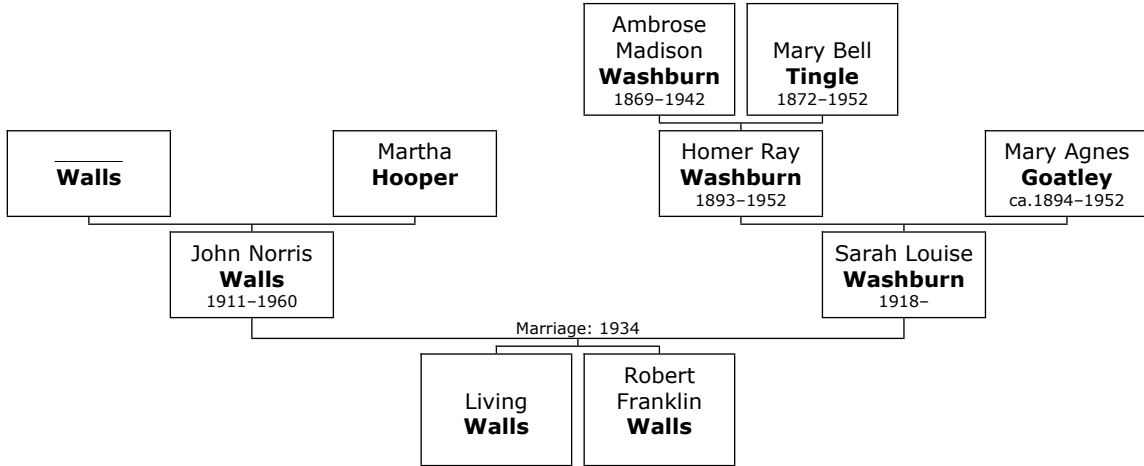 Ambrose
Madison
Washburn
1869–1942
Mary Bell
Tingle
1872–1952
_______
Walls
Martha
Hooper
Homer Ray
Washburn
1893–1952
Mary Agnes
Goatley
ca.1894–1952
John Norris
Walls
1911–1960
Sarah Louise
Washburn
1918–
Marriage: 1934
Living
Walls
Robert
Franklin
Walls